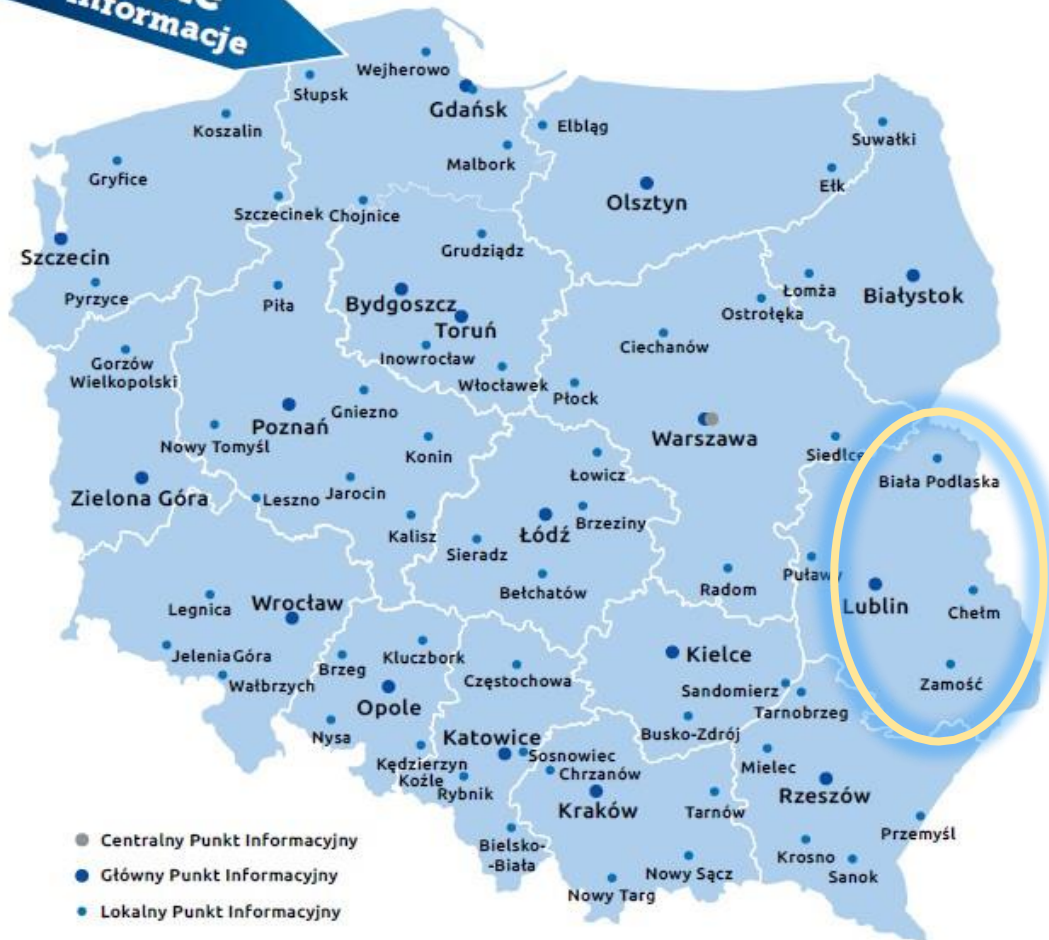 informacje
Wejherowo
Słupsk
Gdańsk
Koszalin
Elbląg
Suwałki
Malbork
Gryfice
Ełk
Olsztyn
Szczecinek
Chojnice
Grudziądz
Szczecin
Łomża
Pyrzyce
Piła
Bydgoszcz
Białystok
Ostrołęka
Toruń
Ciechanów
Inowrocław
Gorzów
Wielkopolski
Włocławek
Płock
Gniezno
Poznań
Warszawa
Nowy Tomyśl
Konin
Siedlce
Łowicz
Biała Podlaska
Zielona Góra
Leszno
Jarocin
Brzeziny
Kalisz
Łódź
Sieradz
Puławy
Bełchatów
Radom
Wrocław
Legnica
Lublin
Chełm
Jelenia Góra
Kluczbork
Kielce
Brzeg
Wałbrzych
Częstochowa
Zamość
Sandomierz
Opole
Tarnobrzeg
Nysa
Katowice
Busko-Zdrój
Sosnowiec
Kędzierzyn
Koźle
Chrzanów
Mielec
Rybnik
Rzeszów
Kraków
Tarnów
Przemyśl
Centralny Punkt Informacyjny
Bielsko-
-Biała
Krosno
Główny Punkt Informacyjny
Nowy Sącz
Sanok
Nowy Targ
Lokalny Punkt Informacyjny